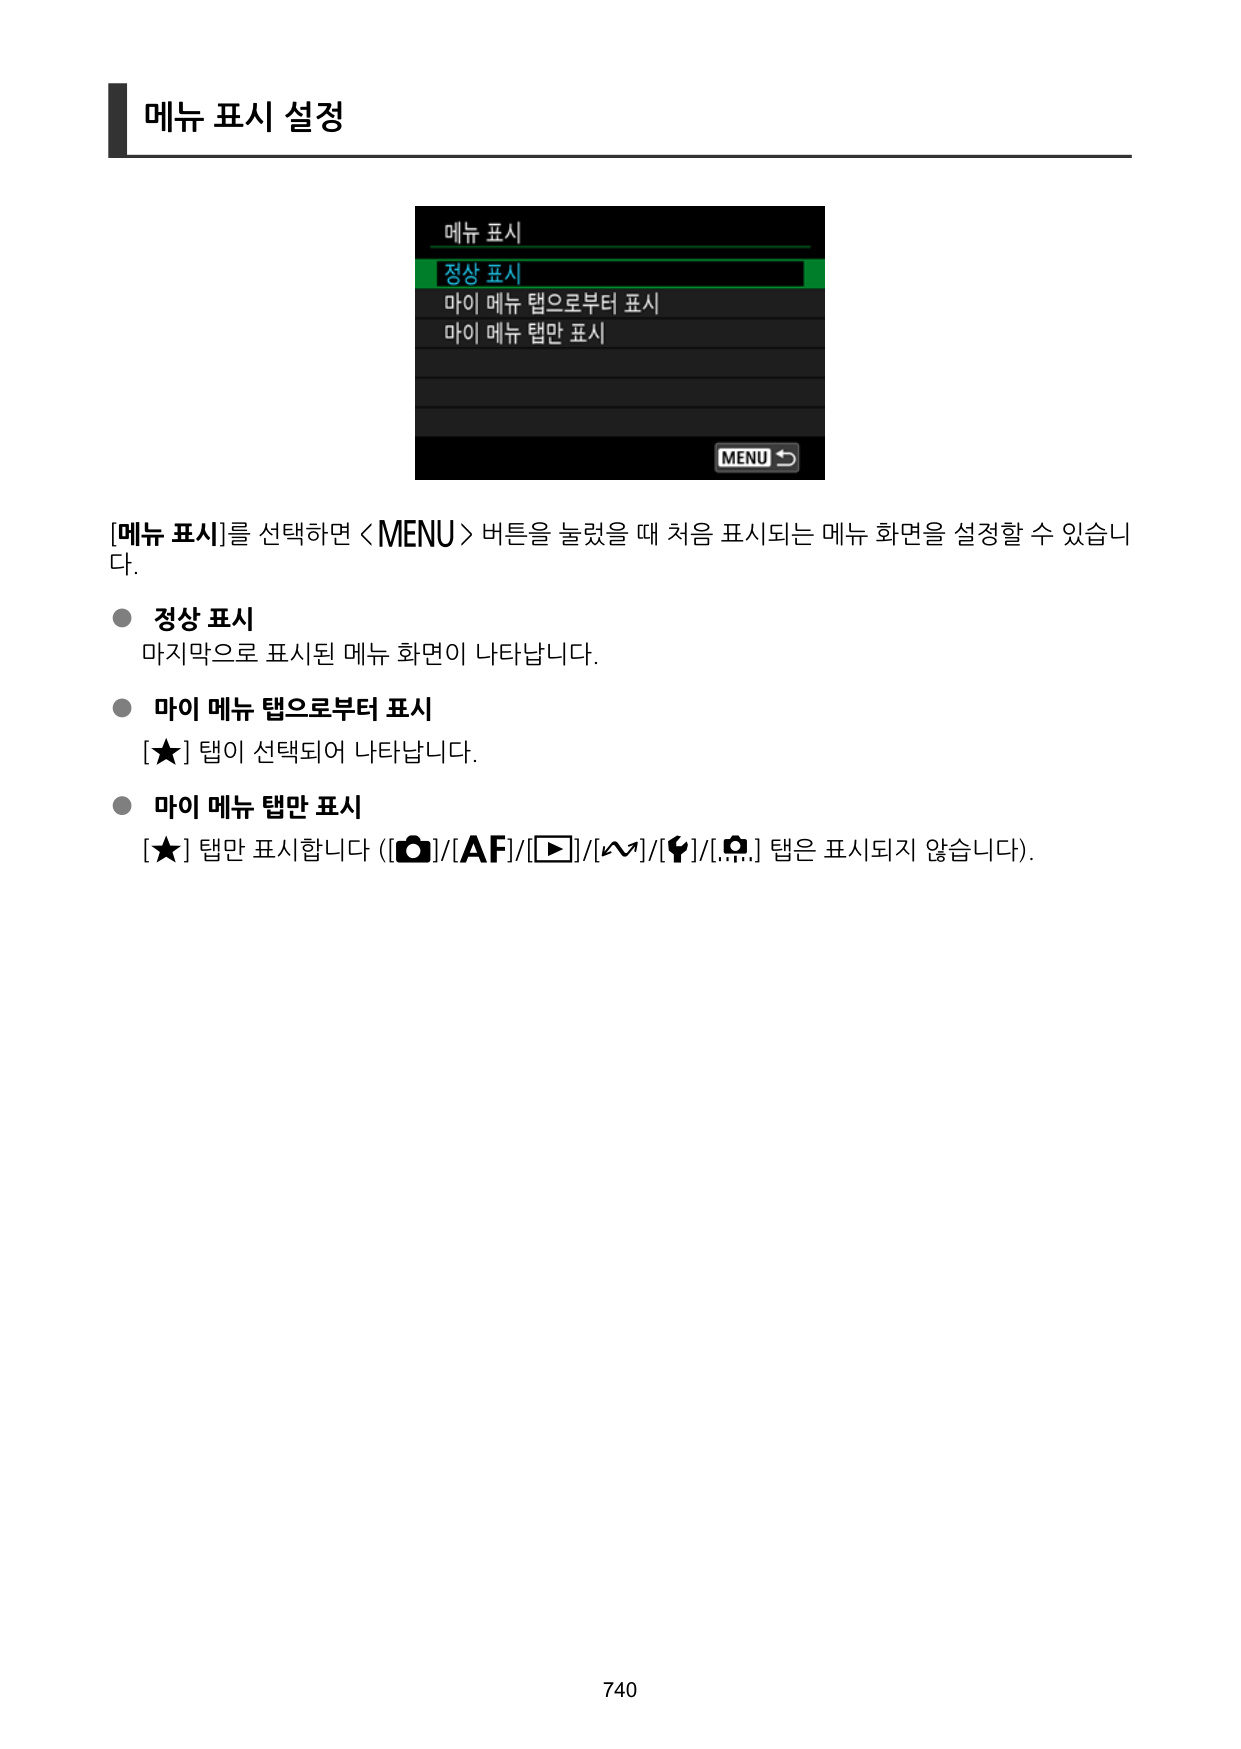 메뉴 표시 설정
메뉴 표시
정상 표시
마이 메뉴 탭으로부터 표시
마이 메뉴 탭만 표시
MENU
[메뉴 표시]를 선택하면 < MENU > 버튼을 눌렀을 때 처음 표시되는 메뉴 화면을 설정할 수 있습니
다.
● 정상 표시
마지막으로 표시된 메뉴 화면이 나타납니다.
● 마이 메뉴 탭으로부터 표시
[★] 탭이 선택되어 나타납니다.
● 마이 메뉴 탭만 표시
[★] 탭만 표시합니다 ([]/[AF]/[]/[]/[]/[] 탭은 표시되지 않습니다).
740